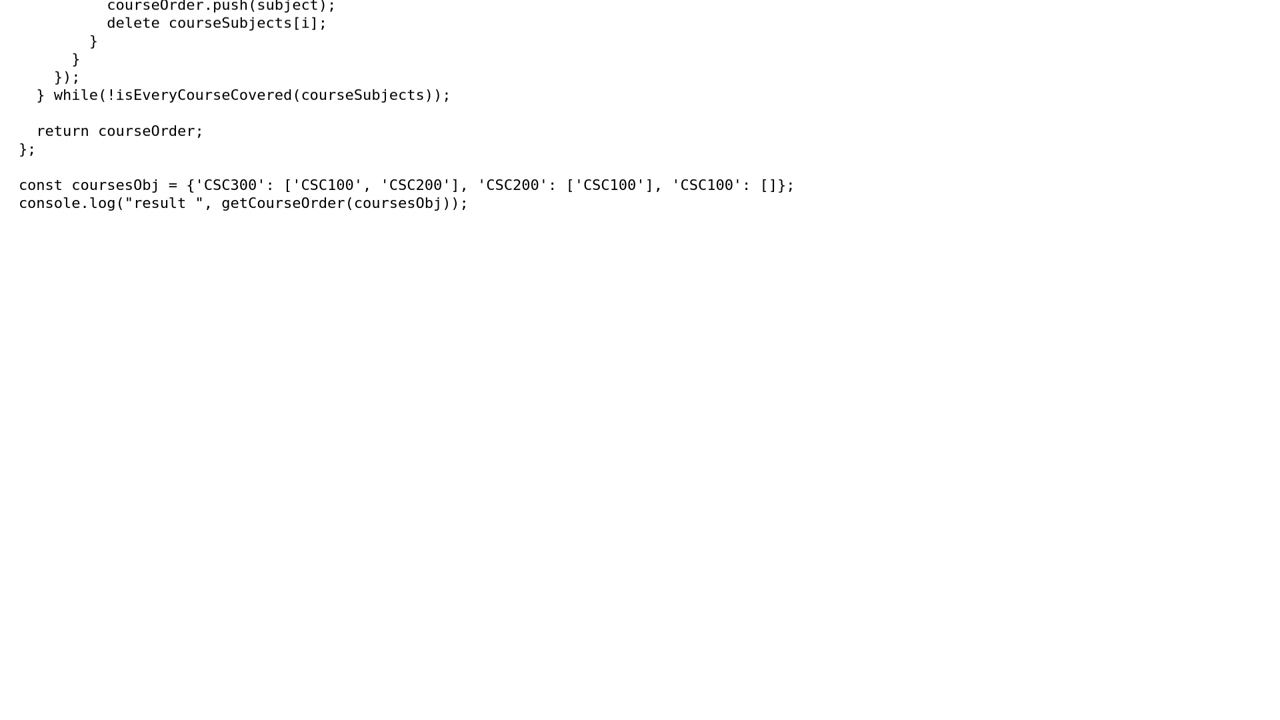 courseOrder.push(subject);
delete courseSubjects[i];
}
}
});
} while(!isEveryCourseCovered(courseSubjects));
return courseOrder;
};
const coursesObj = {'CSC300': ['CSC100', 'CSC200'], 'CSC200': ['CSC100'], 'CSC100': []};
console.log("result ", getCourseOrder(coursesObj));